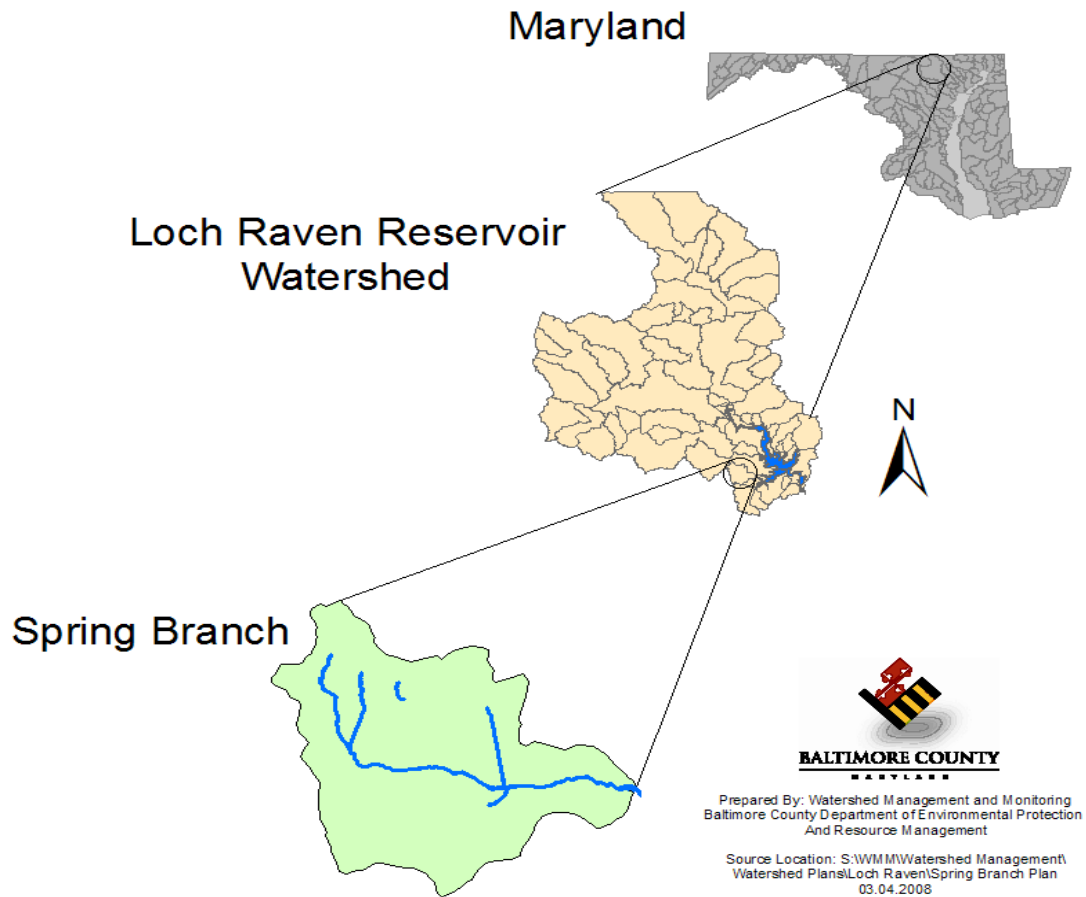 Maryland
Loch Raven Reservoir
Watershed
N
Spring Branch
BALTIMORE COUNTY
MARYLAND
Prepared By: Watershed Management and Monitoring
Baltimore County Department of Environmental Protection
And Resource Management
Source Location: S:\WMM\Watershed Management\
Watershed Plans\Loch Raven\Spring Branch Plan
03.04.2008